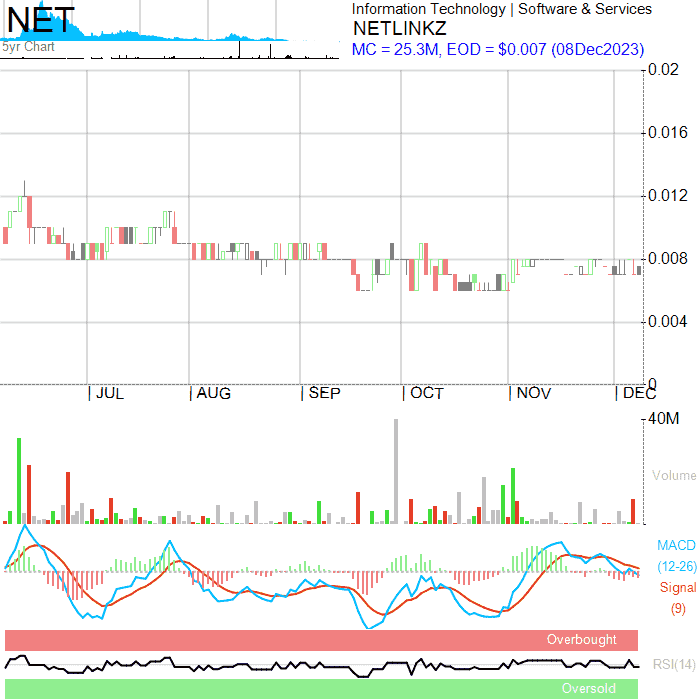 NET
5yr Chart
Information Technology | Software & Services
NETLINKZ
MC = 25.3M, EOD = $0.007 (08Dec2023)
0.02
0.016
0.012
0.008
0.004
0
| JUL | AUG | SEP | OCT | NOV | DEC
40M
Volume
MACD
(12-26)
Signal
(9)
Overbought
RSI(14)
Oversold